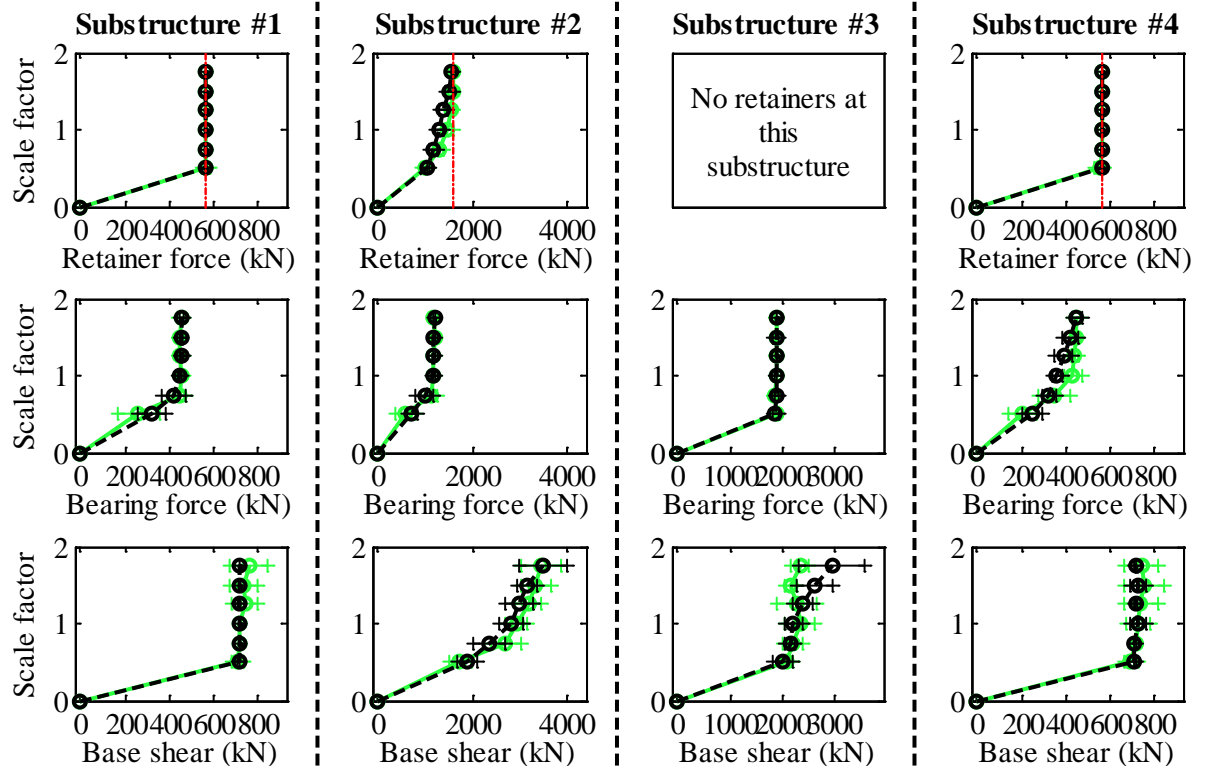 Substructure #1
Substructure #2
Substructure #3
Substructure #4
Scale factor
2
1
0
0 200400600800
Retainer force (kN)
2
1
0
0 2000 4000
Retainer force (kN)
No retainers at
this
substructure
2
1
0
0 200400600800
Retainer force (kN)
Scale factor
2
1
0
0 200400600800
Bearing force (kN)
2
1
0
0 2000 4000
Bearing force (kN)
2
1
0
0 100020003000
Bearing force (kN)
2
1
0
0 200400600800
Bearing force (kN)
Scale factor
2
1
0
0 200400600800
Base shear (kN)
2
1
0
0 2000 4000
Base shear (kN)
2
1
0
0 100020003000
Base shear (kN)
2
1
0
0 200400600800
Base shear (kN)